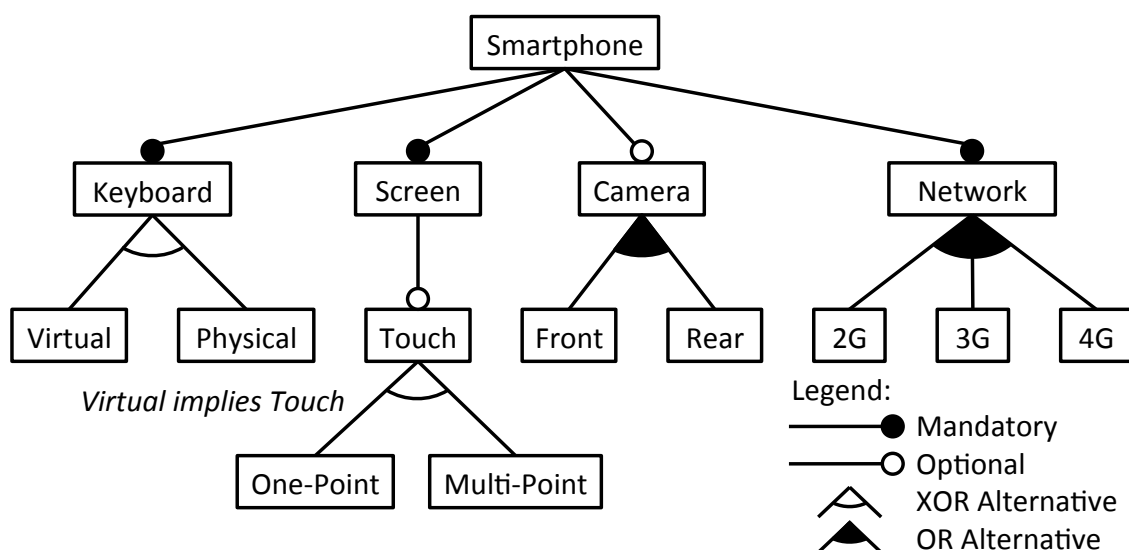 Smartphone
Keyboard Screen Camera Network
Virtual Physical Touch Front Rear 2G 3G 4G
Virtual implies Touch
Legend:
Mandatory
One-Point Multi-Point
Optional
XOR Alternative
OR Alternative